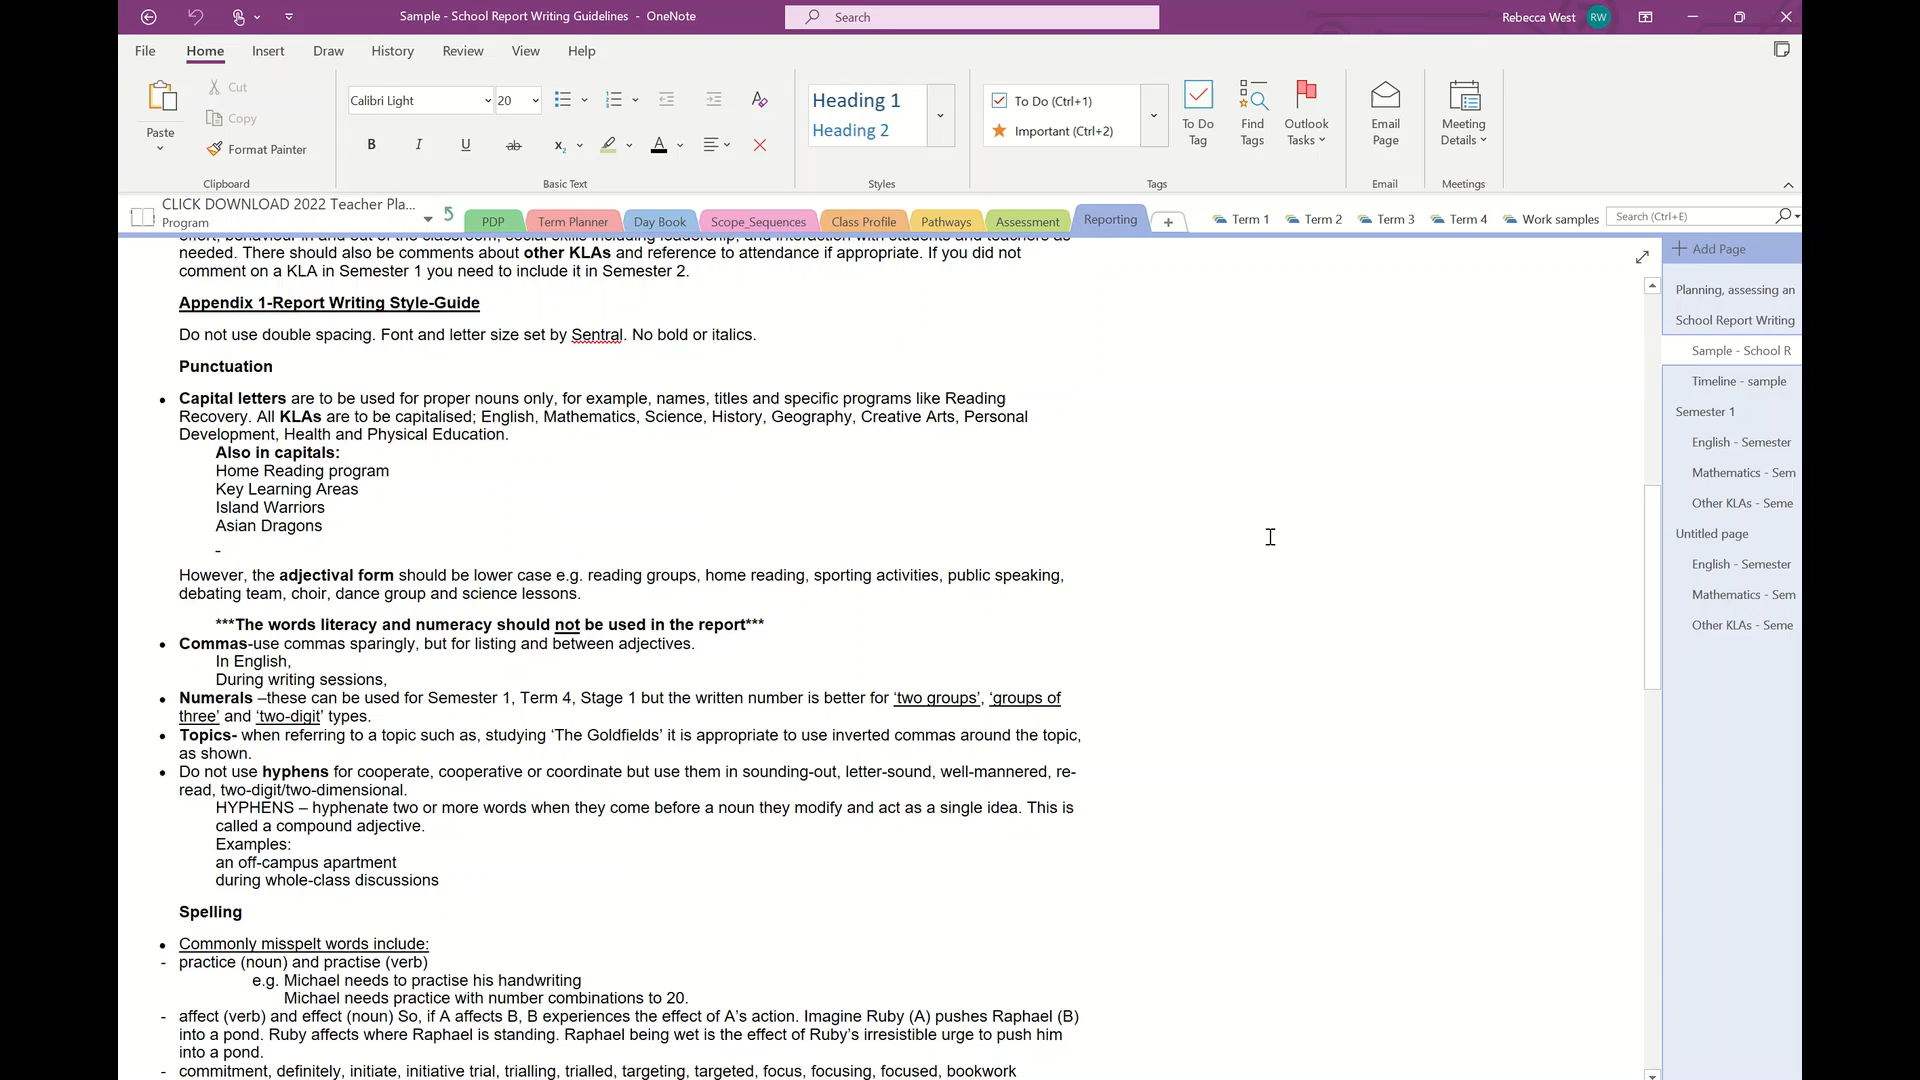 Sample - School Report Writing Guidelines - OneNote
Search
Rebecca West
RW
File
Home
Insert
Draw
History
Review
View
Help
Paste
Cut
Copy
Format Painter
Clipboard
Calibri Light
20
B
I
U
ab
x₂
A
Basic Text
Heading 1
Heading 2
Styles
To Do (Ctrl+1)
Important (Ctrl+2)
To Do
Tag
Find
Tags
Outlook
Tasks
Tags
Email
Page
Email
Meeting
Details
Meetings
CLICK DOWNLOAD 2022 Teacher Pla...
Program
PDP
Term Planner
Day Book
Scope_Sequences
Class Profile
Pathways
Assessment
Reporting
Term 1
Term 2
Term 3
Term 4
Work samples
Search (Ctrl+E)
effort, behaviour in and out of the classroom, social skills including leadership, and interaction with students and teachers as
needed. There should also be comments about other KLAs and reference to attendance if appropriate. If you did not
comment on a KLA in Semester 1 you need to include it in Semester 2.
Appendix 1-Report Writing Style-Guide
Do not use double spacing. Font and letter size set by Sentral. No bold or italics.
Punctuation
• Capital letters are to be used for proper nouns only, for example, names, titles and specific programs like Reading
Recovery. All KLAs are to be capitalised; English, Mathematics, Science, History, Geography, Creative Arts, Personal
Development, Health and Physical Education.
Also in capitals:
Home Reading program
Key Learning Areas
Island Warriors
Asian Dragons
-
However, the adjectival form should be lower case e.g. reading groups, home reading, sporting activities, public speaking,
debating team, choir, dance group and science lessons.
***The words literacy and numeracy should not be used in the report***
• Commas-use commas sparingly, but for listing and between adjectives.
In English,
During writing sessions,
• Numerals –these can be used for Semester 1, Term 4, Stage 1 but the written number is better for ‘two groups’, ‘groups of
three’ and ‘two-digit’ types.
• Topics- when referring to a topic such as, studying ‘The Goldfields’ it is appropriate to use inverted commas around the topic,
as shown.
• Do not use hyphens for cooperate, cooperative or coordinate but use them in sounding-out, letter-sound, well-mannered, re-
read, two-digit/two-dimensional.
HYPHENS – hyphenate two or more words when they come before a noun they modify and act as a single idea. This is
called a compound adjective.
Examples:
an off-campus apartment
during whole-class discussions
Spelling
• Commonly misspelt words include:
- practice (noun) and practise (verb)
e.g. Michael needs to practise his handwriting
Michael needs practice with number combinations to 20.
- affect (verb) and effect (noun) So, if A affects B, B experiences the effect of A’s action. Imagine Ruby (A) pushes Raphael (B)
into a pond. Ruby affects where Raphael is standing. Raphael being wet is the effect of Ruby’s irresistible urge to push him
into a pond.
- commitment, definitely, initiate, initiative trial, trialling, trialled, targeting, targeted, focus, focusing, focused, bookwork
Add Page
Planning, assessing an
School Report Writing
Sample - School R
Timeline - sample
Semester 1
English - Semester
Mathematics - Sem
Other KLAs - Seme
Untitled page
English - Semester
Mathematics - Sem
Other KLAs - Seme